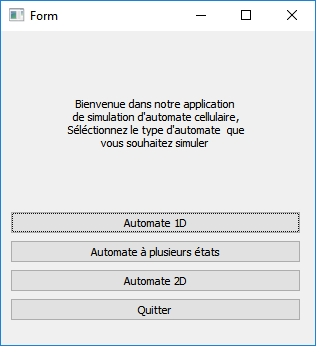 Form
Bienvenue dans notre application
de simulation d'automate cellulaire,
Séléctionnez le type d'automate que
vous souhaitez simuler
Automate 1D
Automate à plusieurs états
Automate 2D
Quitter